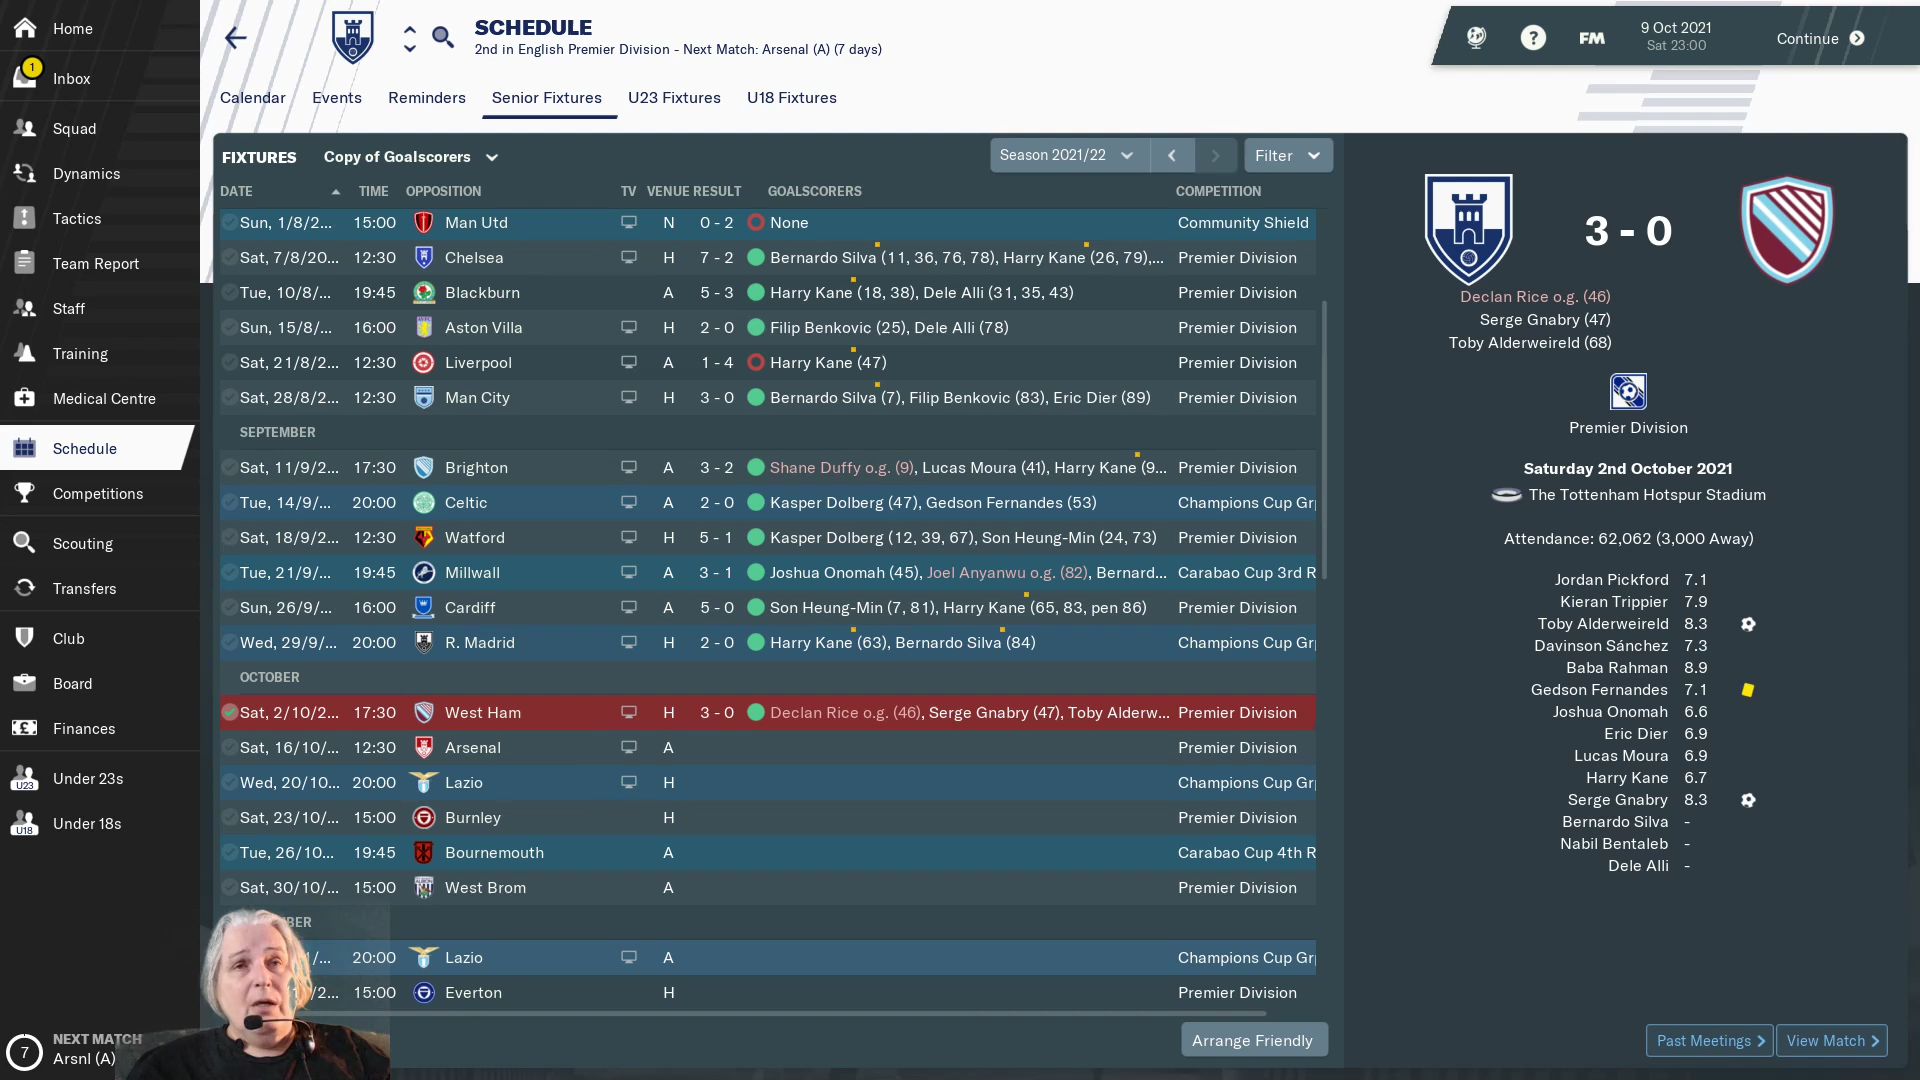 Home
1
Inbox
Squad
Dynamics
Tactics
Team Report
Staff
Training
Medical Centre
Schedule
Competitions
Scouting
Transfers
Club
Board
Finances
U23
Under 23s
U18
Under 18s
7
NEXT MATCH
Arsnl (A)
SCHEDULE
2nd in English Premier Division - Next Match: Arsenal (A) (7 days)
? FM
9 Oct 2021
Sat 23:00
Continue
Calendar Events Reminders Senior Fixtures U23 Fixtures U18 Fixtures
FIXTURES Copy of Goalscorers Season 2021/22 Filter
DATE TIME OPPOSITION TV VENUE RESULT GOALSCORERS COMPETITION
Sun, 1/8/2... 15:00 Man Utd N 0 - 2 None Community Shield
Sat, 7/8/20... 12:30 Chelsea H 7 - 2 Bernardo Silva (11, 36, 76, 78), Harry Kane (26, 79),... Premier Division
Tue, 10/8/... 19:45 Blackburn A 5 - 3 Harry Kane (18, 38), Dele Alli (31, 35, 43) Premier Division
Sun, 15/8/... 16:00 Aston Villa H 2 - 0 Filip Benkovic (25), Dele Alli (78) Premier Division
Sat, 21/8/2... 12:30 Liverpool A 1 - 4 Harry Kane (47) Premier Division
Sat, 28/8/2... 12:30 Man City H 3 - 0 Bernardo Silva (7), Filip Benkovic (83), Eric Dier (89) Premier Division
SEPTEMBER
Sat, 11/9/2... 17:30 Brighton A 3 - 2 Shane Duffy o.g. (9), Lucas Moura (41), Harry Kane (9... Premier Division
Tue, 14/9/... 20:00 Celtic A 2 - 0 Kasper Dolberg (47), Gedson Fernandes (53) Champions Cup Gr
Sat, 18/9/2... 12:30 Watford H 5 - 1 Kasper Dolberg (12, 39, 67), Son Heung-Min (24, 73) Premier Division
Tue, 21/9/... 19:45 Millwall A 3 - 1 Joshua Onomah (45), Joel Anyanwu o.g. (82), Bernard... Carabao Cup 3rd R
Sun, 26/9/... 16:00 Cardiff A 5 - 0 Son Heung-Min (7, 81), Harry Kane (65, 83, pen 86) Premier Division
Wed, 29/9/... 20:00 R. Madrid H 2 - 0 Harry Kane (63), Bernardo Silva (84) Champions Cup Gr
OCTOBER
Sat, 2/10/2... 17:30 West Ham H 3 - 0 Declan Rice o.g. (46), Serge Gnabry (47), Toby Alderw... Premier Division
Sat, 16/10/... 12:30 Arsenal A Premier Division
Wed, 20/10... 20:00 Lazio H Champions Cup Gr
Sat, 23/10/... 15:00 Burnley H Premier Division
Tue, 26/10... 19:45 Bournemouth A Carabao Cup 4th R
Sat, 30/10/... 15:00 West Brom A Premier Division
BER
/... 20:00 Lazio A Champions Cup Gr
/2... 15:00 Everton H Premier Division
Arrange Friendly
3 - 0
Declan Rice o.g. (46)
Serge Gnabry (47)
Toby Alderweireld (68)
Premier Division
Saturday 2nd October 2021
The Tottenham Hotspur Stadium
Attendance: 62,062 (3,000 Away)
Jordan Pickford 7.1
Kieran Trippier 7.9
Toby Alderweireld 8.3
Davinson Sánchez 7.3
Baba Rahman 8.9
Gedson Fernandes 7.1
Joshua Onomah 6.6
Eric Dier 6.9
Lucas Moura 6.9
Harry Kane 6.7
Serge Gnabry 8.3
Bernardo Silva -
Nabil Bentaleb -
Dele Alli -
Past Meetings View Match